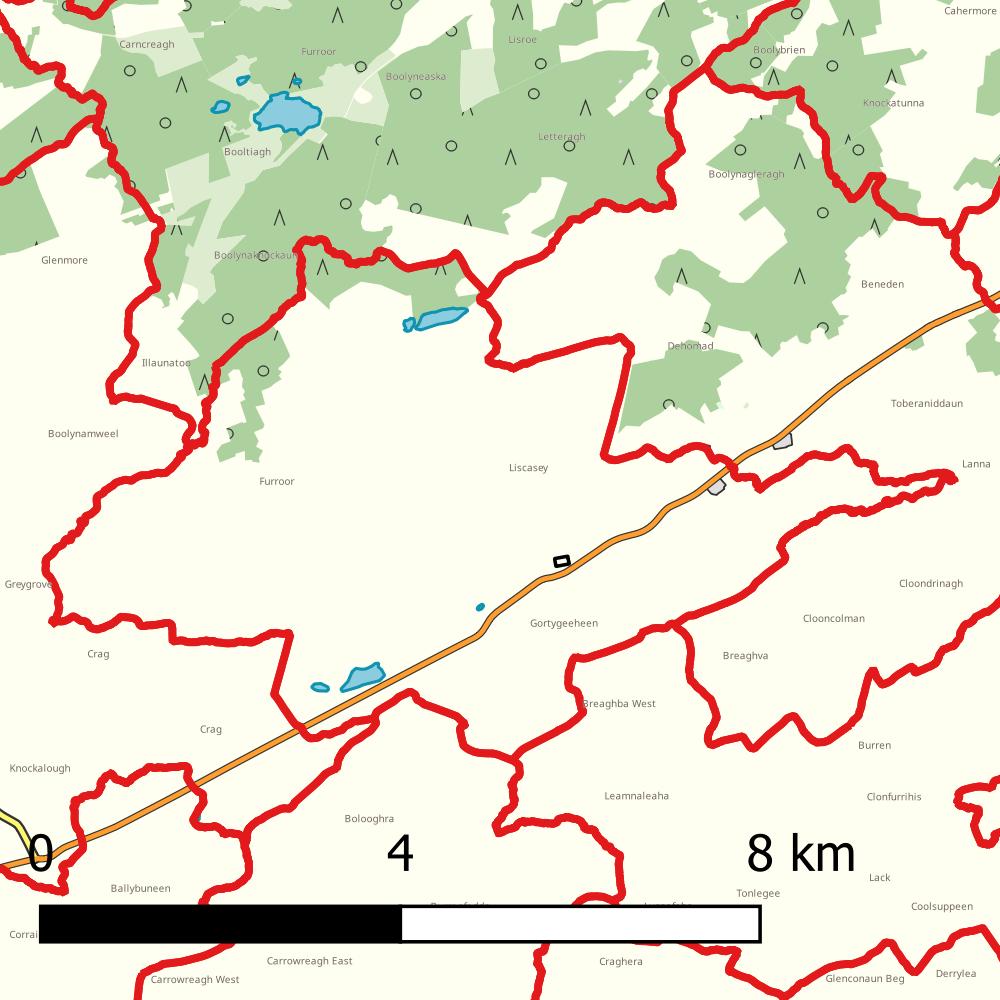 Cahermore
Carncreagh
Furroor
Lisroe
Boolybrien
Boolyneaska
Knockatunna
Letteragh
Booltiagh
Boolynagleragh
Glenmore
Beneden
Dehomad
Illaunatoo
Toberaniddaun
Boolynamweel
Liscasey
Lanna
Furroor
Greygrove
Cloondrinagh
Gortygeeheen
Clooncolman
Crag
Breaghva
Breaghba West
Crag
Burren
Knockalough
Leamnaleaha
Clonfurrihis
Bolooghra
0 4 8 km
Lack
Ballybuneen
Tonlegee
Coolsuppeen
Carrowreagh East
Craghera
Carrowreagh West
Glenconaun Beg
Derrylea